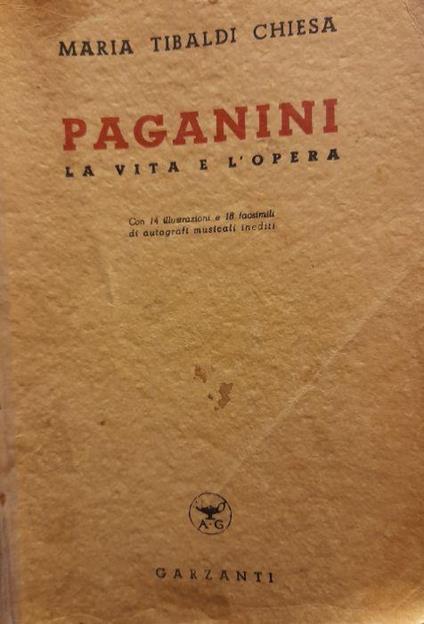 MARIA TIBALDI CHIESA
PAGANINI
LA VITA E L'OPERA
Con 14 illustrazioni e 18 facsimili
di autografi musicali inediti
A-G
GARZANTI